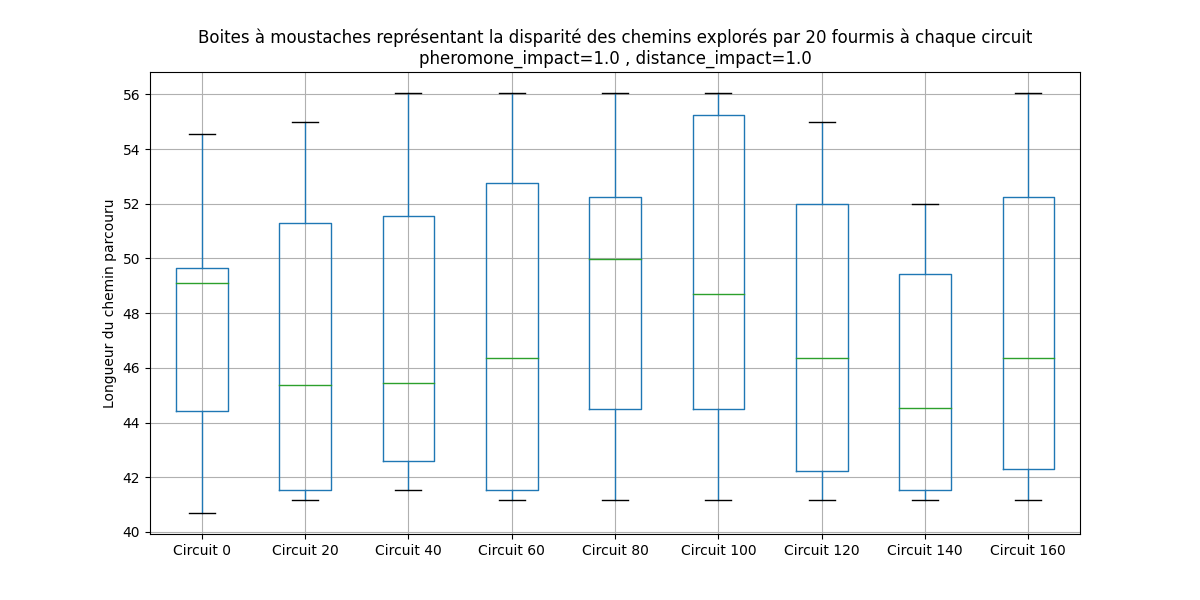 Boites à moustaches représentant la disparité des chemins explorés par 20 fourmis à chaque circuit
pheromone_impact=1.0 , distance_impact=1.0
Longueur du chemin parcouru
56
54
52
50
48
46
44
42
40
Circuit 0 Circuit 20 Circuit 40 Circuit 60 Circuit 80 Circuit 100 Circuit 120 Circuit 140 Circuit 160